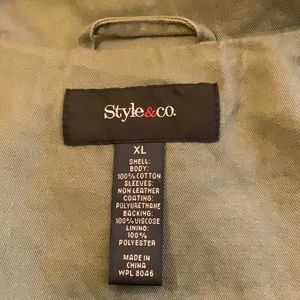 Style&co.
XL
SHELL:
BODY:
100% COTTON
SLEEVES:
NON LEATHER
COATING:
POLYURETHANE
BACKING:
100% VISCOSE
LINING:
100%
POLYESTER
MADE IN
CHINA
WPL 8046